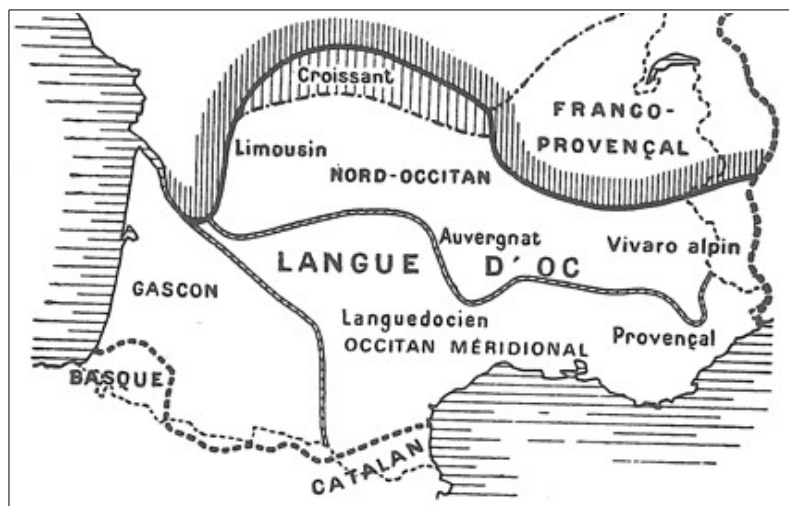 Croissant
FRANCO-
PROVENÇAL
Limousin
NORD-OCCITAN
Auvergnat
Vivaro alpin
LANGUE D'OC
GASCON
Languedocien
OCCITAN MÉRIDIONAL
Provençal
BASQUE
CATALAN